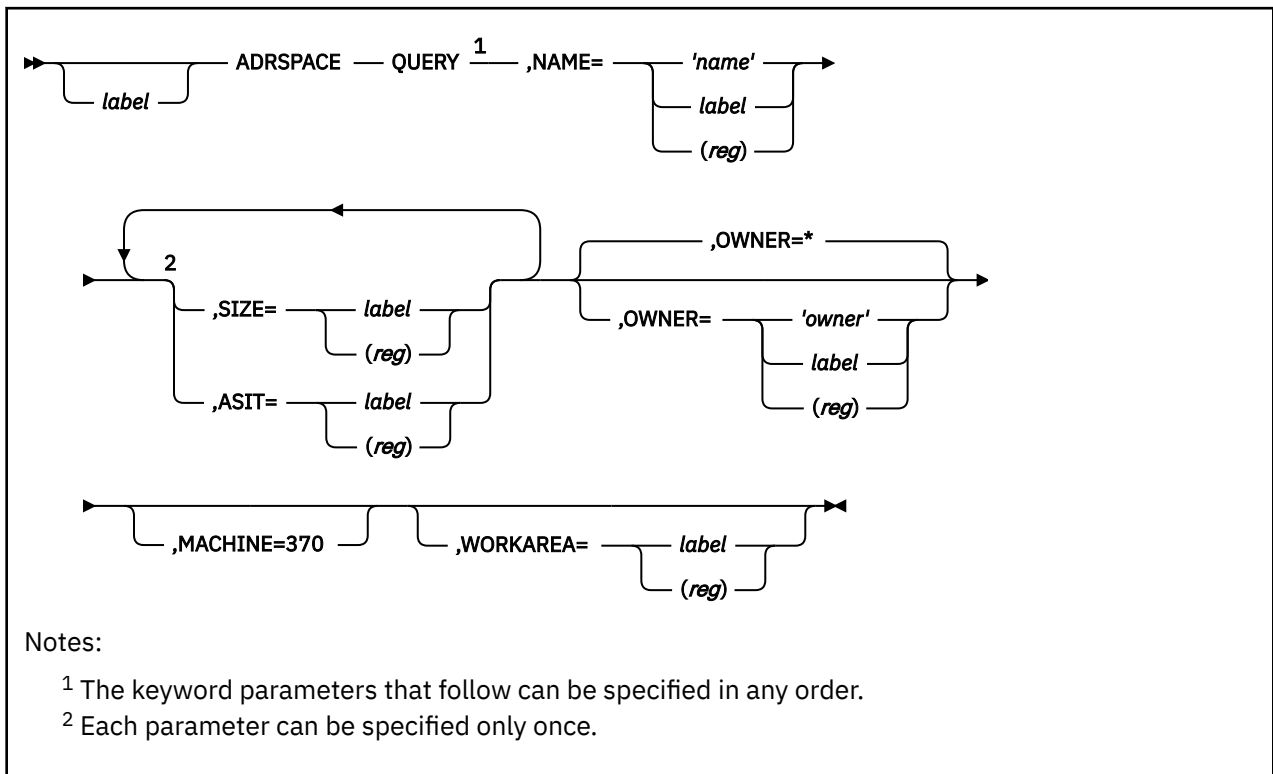 1
ADRSPACE QUERY ,NAME= 'name'
label label
(reg)
,OWNER=*
2
,SIZE= label ,OWNER= 'owner'
(reg) label
,ASIT= label (reg)
(reg)
,MACHINE=370 ,WORKAREA= label
(reg)
Notes:
1 The keyword parameters that follow can be specified in any order.
2 Each parameter can be specified only once.